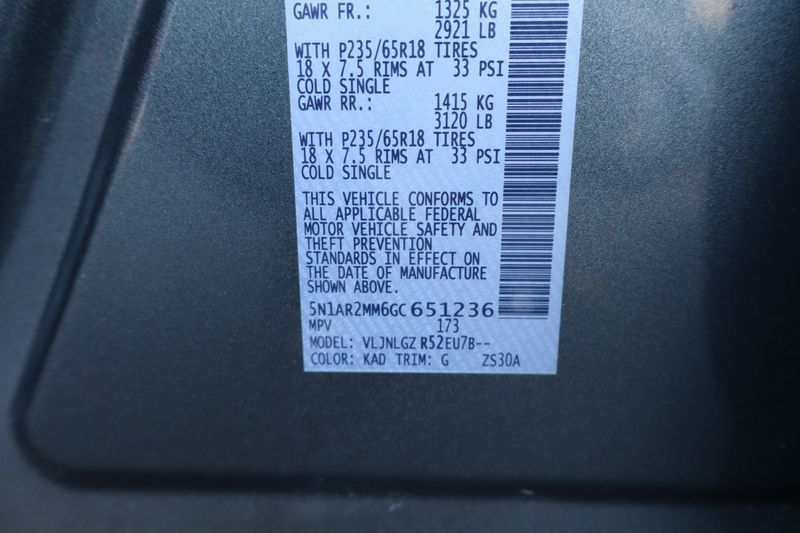 GAWR FR.: 1325 KG
2921 LB
WITH P235/65R18 TIRES
18 X 7.5 RIMS AT 33 PSI
COLD SINGLE
GAWR RR.: 1415 KG
3120 LB
WITH P235/65R18 TIRES
18 X 7.5 RIMS AT 33 PSI
COLD SINGLE
THIS VEHICLE CONFORMS TO
ALL APPLICABLE FEDERAL
MOTOR VEHICLE SAFETY AND
THEFT PREVENTION
STANDARDS IN EFFECT ON
THE DATE OF MANUFACTURE
SHOWN ABOVE.
5N1AR2MM6GC651236
MPV 173
MODEL: VLJNLGZ R52EU7B--
COLOR: KAD TRIM: G ZS30A